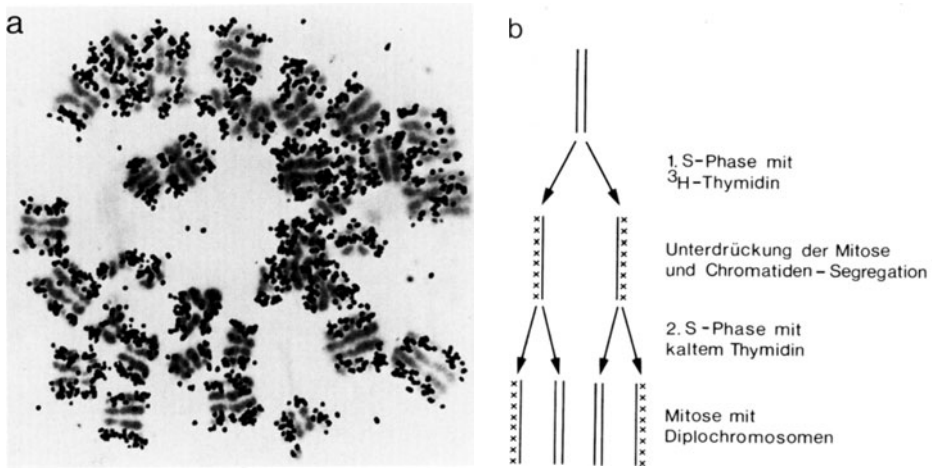 a
b
1. S-Phase mit
³H-Thymidin
Unterdrückung der Mitose
und Chromatiden-Segregation
2. S-Phase mit
kaltem Thymidin
Mitose mit
Diplochromosomen